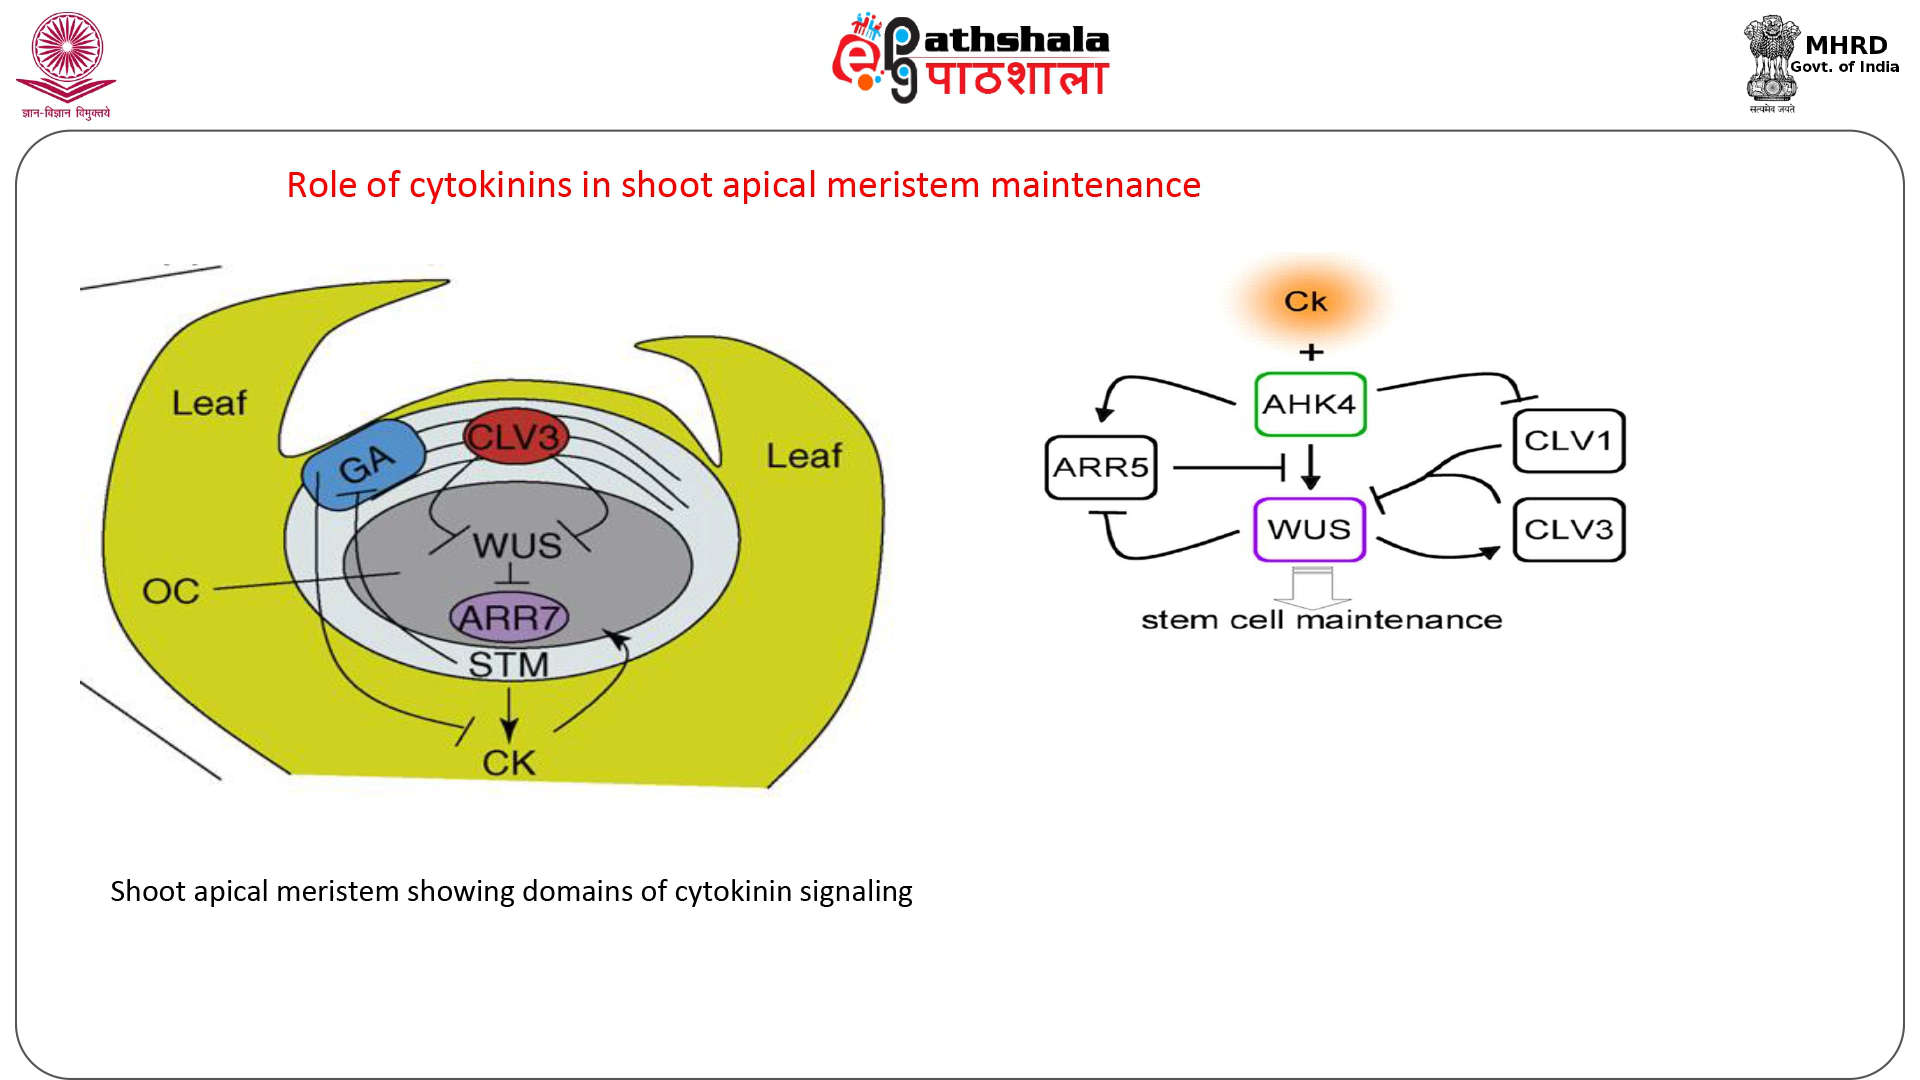 ज्ञान-विज्ञान विमुक्तये
ePathshala
पाठशाला
MHRD
Govt. of India
सत्यमेव जयते
Role of cytokinins in shoot apical meristem maintenance
Leaf
GA
CLV3
Leaf
WUS
OC
ARR7
STM
CK
Ck
+
AHK4
CLV1
ARR5
WUS
CLV3
stem cell maintenance
Shoot apical meristem showing domains of cytokinin signaling